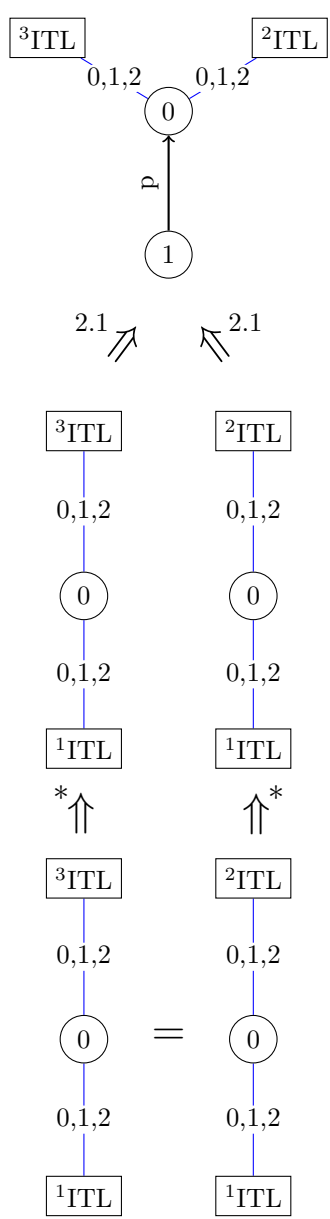 ³ITL ²ITL
0,1,2 0,1,2
0
p
1
2.1 2.1
³ITL ²ITL
0,1,2 0,1,2
0 0
0,1,2 0,1,2
¹ITL ¹ITL
* *
³ITL ²ITL
0,1,2 0,1,2
0 = 0
0,1,2 0,1,2
¹ITL ¹ITL